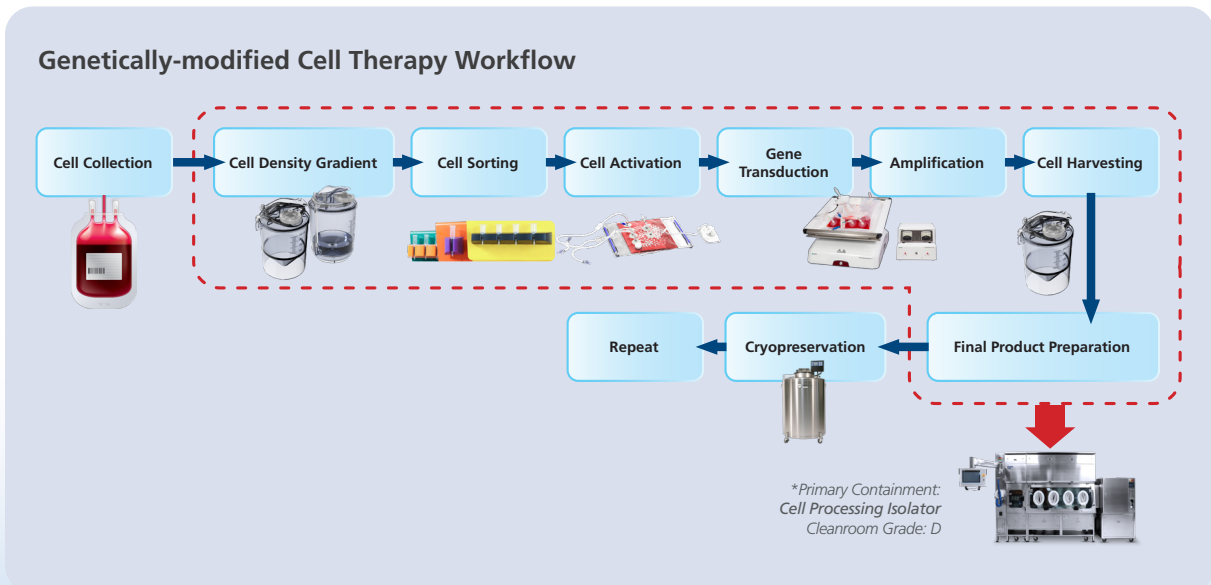 Genetically-modified Cell Therapy Workflow
Cell Collection
Cell Density Gradient
Cell Sorting
Cell Activation
Gene
Transduction
Amplification
Cell Harvesting
Repeat
Cryopreservation
Final Product Preparation
*Primary Containment:
Cell Processing Isolator
Cleanroom Grade: D